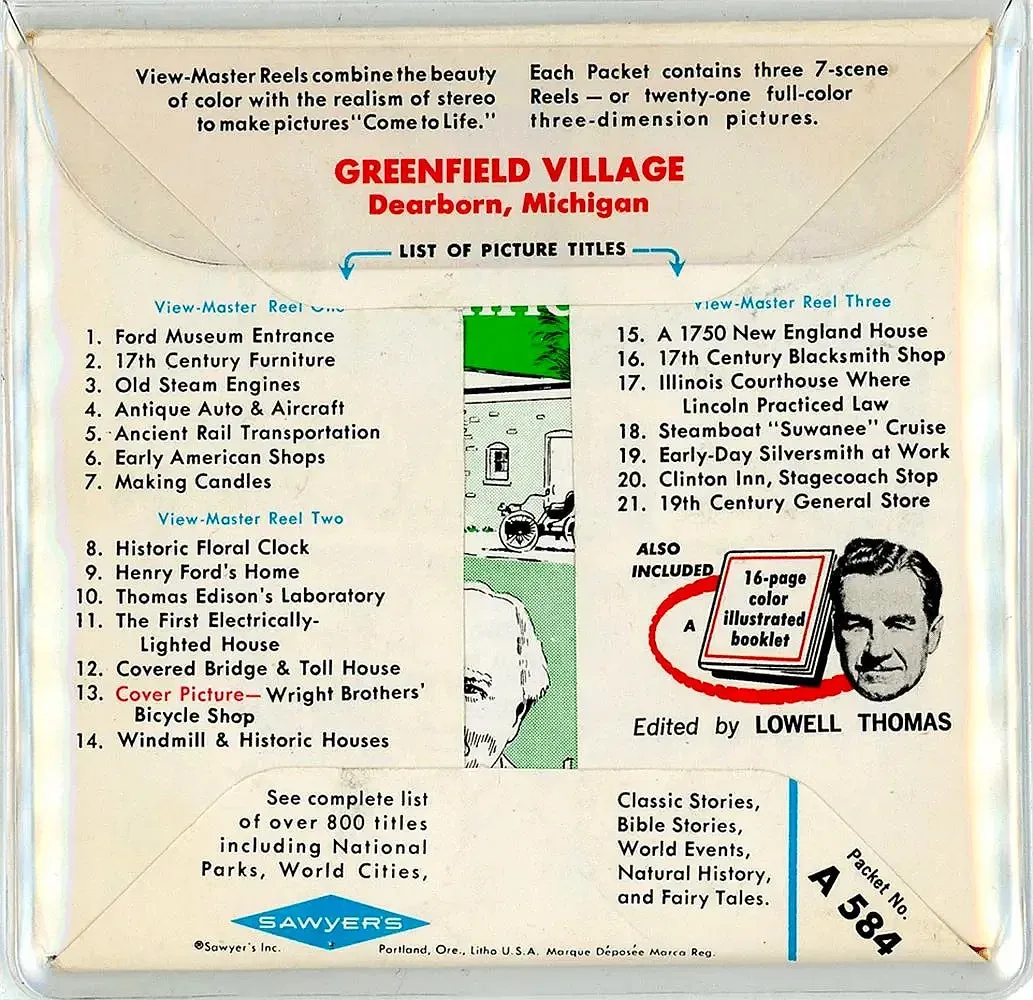 View-Master Reels combine the beauty
of color with the realism of stereo
to make pictures "Come to Life."
Each Packet contains three 7-scene
Reels — or twenty-one full-color
three-dimension pictures.
GREENFIELD VILLAGE
Dearborn, Michigan
LIST OF PICTURE TITLES
View-Master Reel One
1. Ford Museum Entrance
2. 17th Century Furniture
3. Old Steam Engines
4. Antique Auto & Aircraft
5. Ancient Rail Transportation
6. Early American Shops
7. Making Candles
View-Master Reel Two
8. Historic Floral Clock
9. Henry Ford's Home
10. Thomas Edison's Laboratory
11. The First Electrically-
Lighted House
12. Covered Bridge & Toll House
13. Cover Picture— Wright Brothers'
Bicycle Shop
14. Windmill & Historic Houses
View-Master Reel Three
15. A 1750 New England House
16. 17th Century Blacksmith Shop
17. Illinois Courthouse Where
Lincoln Practiced Law
18. Steamboat "Suwanee" Cruise
19. Early-Day Silversmith at Work
20. Clinton Inn, Stagecoach Stop
21. 19th Century General Store
ALSO
INCLUDED
A
16-page
color
illustrated
booklet
Edited by LOWELL THOMAS
See complete list
of over 800 titles
including National
Parks, World Cities,
Classic Stories,
Bible Stories,
World Events,
Natural History,
and Fairy Tales.
Packet No.
A 584
SAWYER'S
®Sawyer's Inc.
Portland, Ore., Litho U.S.A. Marque Déposée Marca Reg.